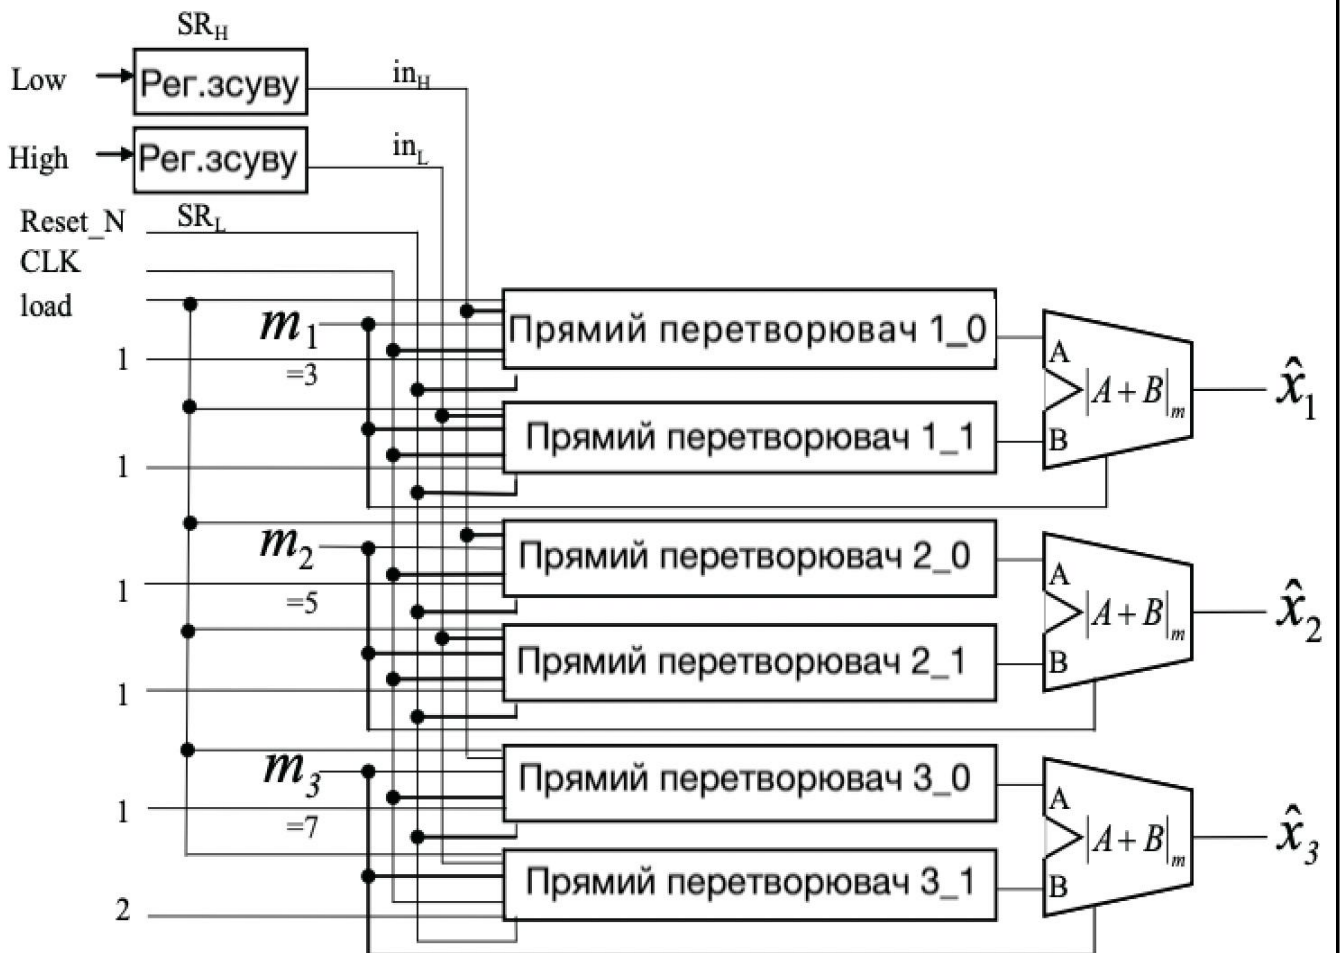 SR_H
Low Рег.зсуву in_H
High Рег.зсуву in_L
Reset_N SR_L
CLK
load
m_1 Прямий перетворювач 1_0
1 =3 A
|A+B|_m x̂_1
1 Прямий перетворювач 1_1 B
m_2 Прямий перетворювач 2_0
1 =5 A
|A+B|_m x̂_2
1 Прямий перетворювач 2_1 B
m_3 Прямий перетворювач 3_0
1 =7 A
|A+B|_m x̂_3
2 Прямий перетворювач 3_1 B